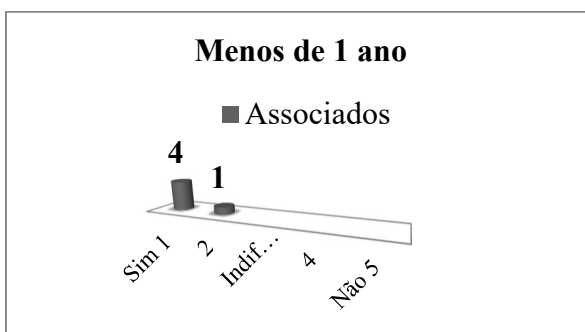 Menos de 1 ano
Associados
4
1
Sim 1
2
Indif…
4
Não 5